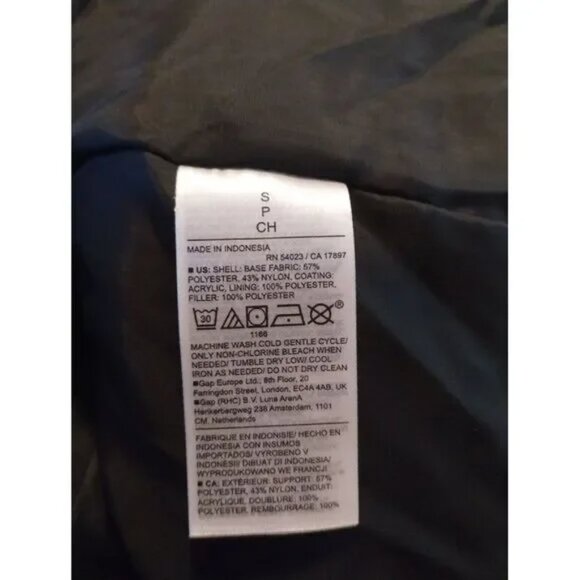 S
P
CH
MADE IN INDONESIA
RN 54023 / CA 17897
■ US: SHELL: BASE FABRIC: 57%
POLYESTER, 43% NYLON, COATING:
ACRYLIC, LINING: 100% POLYESTER,
FILLER: 100% POLYESTER
30
®
1166
MACHINE WASH COLD GENTLE CYCLE/
ONLY NON-CHLORINE BLEACH WHEN
NEEDED/ TUMBLE DRY LOW/ COOL
IRON AS NEEDED/ DO NOT DRY CLEAN
■Gap Europe Ltd.; 8th Floor, 20
Farringdon Street, London, EC4A 4AB, UK
■Gap (RHC) B.V. Luna ArenA
Herikerbergweg 238 Amsterdam, 1101
CM. Netherlands
FABRIQUÉ EN INDONÉSIE/ HECHO EN
INDONESIA CON INSUMOS
IMPORTADOS/ VYROBENO V
INDONÉSII/ DIBUAT DI INDONESIA/
WYPRODUKOWANO WE FRANCJI
■ CA: EXTÉRIEUR: SUPPORT: 57%
POLYESTER, 43% NYLON, ENDUIT:
ACRYLIQUE, DOUBLURE: 100%
POLYESTER, REMBOURRAGE: 100%